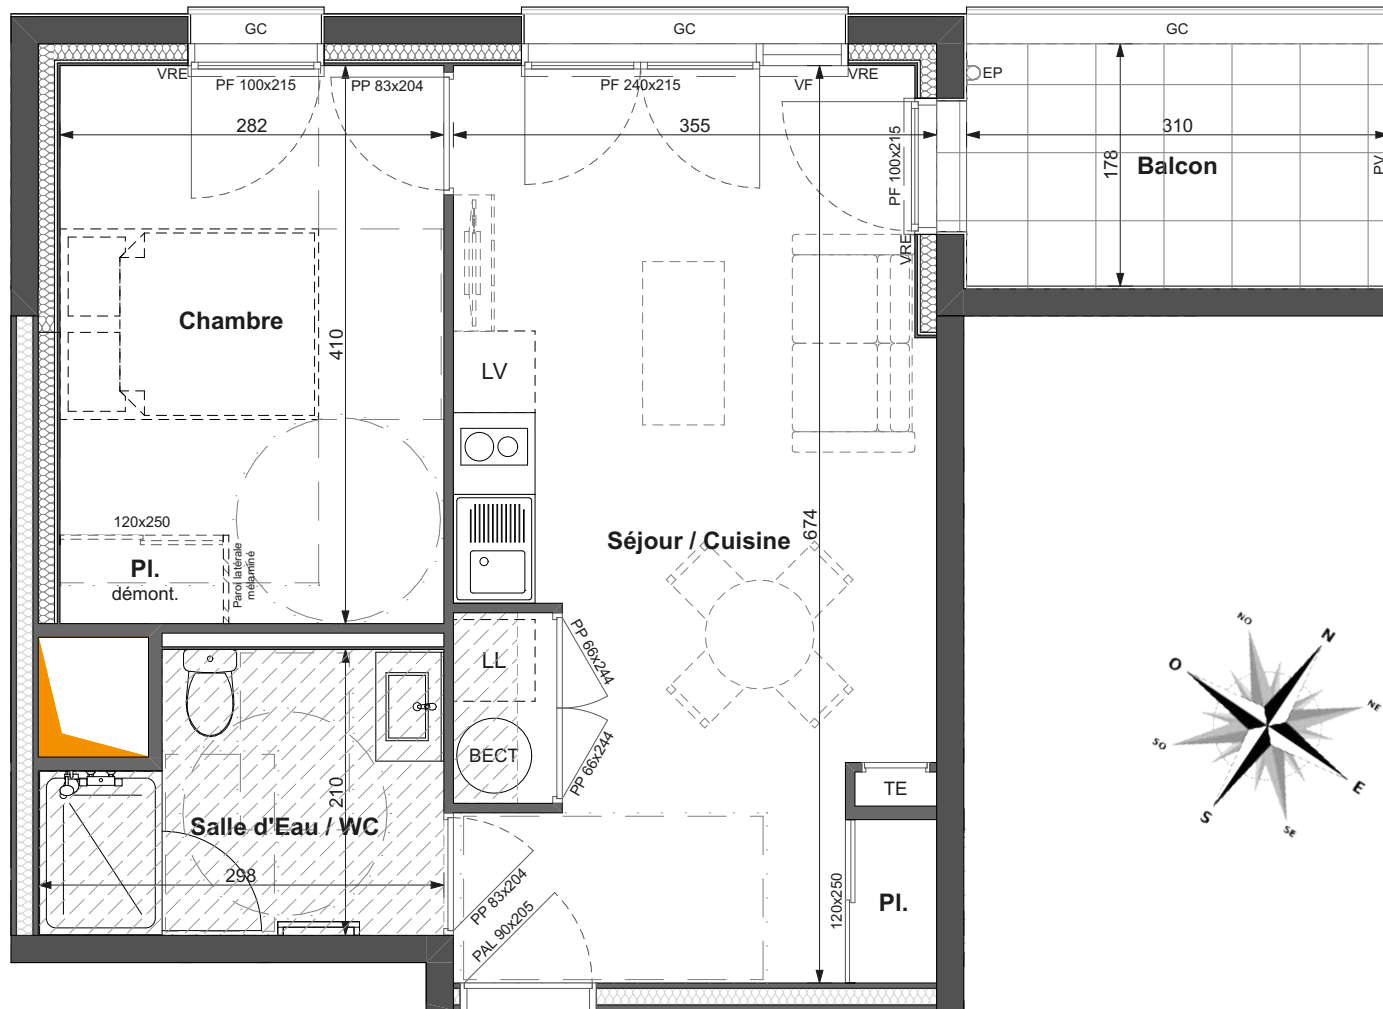 GC
GC
GC
VRE
PF 100x215
PP 83x204
PF 240x215
VF
VRE
EP
282
355
310
178
Balcon
PV
PF 100x215
VRE
Chambre
410
LV
120x250
Pl.
démont.
Paroi latérale
mélaminé
Séjour / Cuisine
674
LL
PP 66x244
BECT
PP 66x244
TE
210
Salle d'Eau / WC
298
PP 83x204
PAL 90x205
120x250
Pl.
NO
N
O
NE
SO
E
S
SE